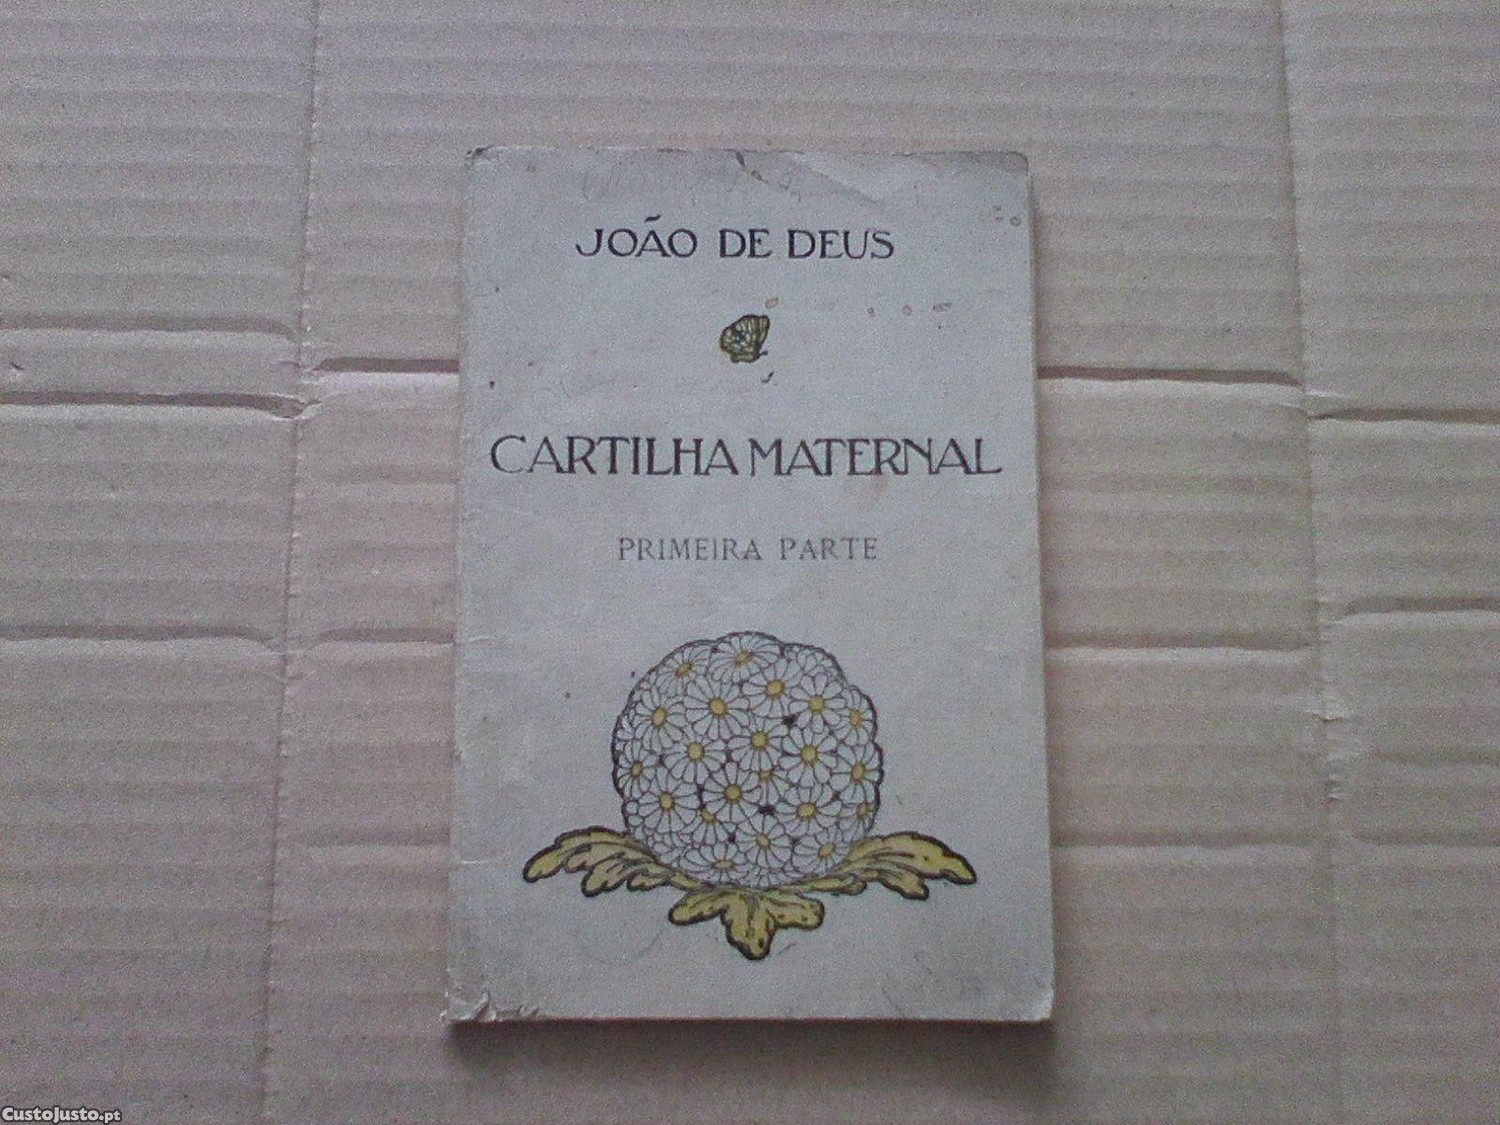 JOÃO DE DEUS
CARTILHA MATERNAL
PRIMEIRA PARTE
CustoJusto.pt